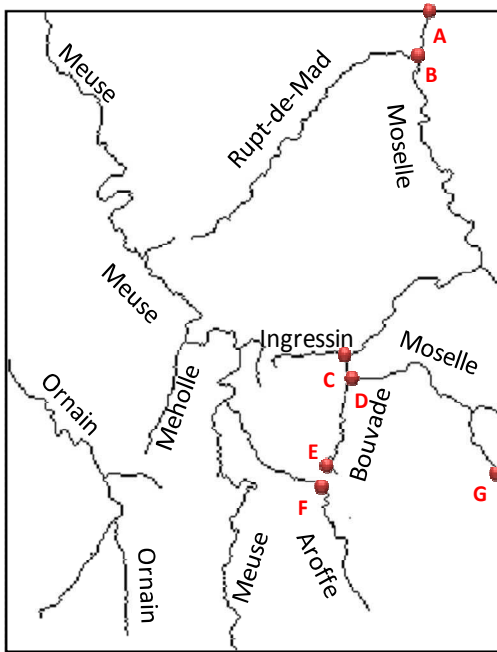 A
Meuse
B
Rupt-de-Mad
Moselle
Meuse
Ingressin
Moselle
C
D
Ornain
Meholle
Bouvade
E
G
F
Ornain
Meuse
Aroffe